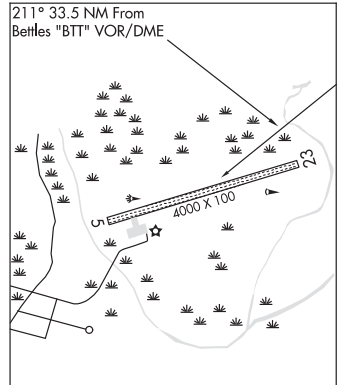 211° 33.5 NM From
Bettles "BTT" VOR/DME
23
4000 X 100
5